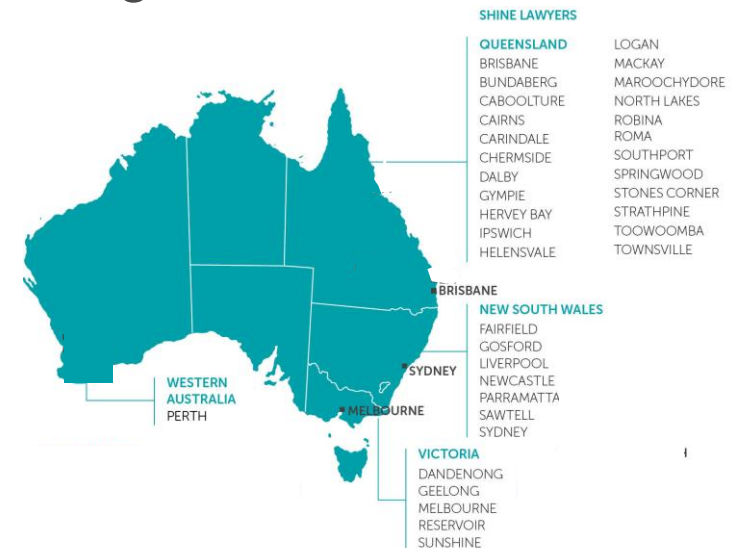 SHINE LAWYERS
QUEENSLAND
BRISBANE
BUNDABERG
CABOOLTURE
CAIRNS
CARINDALE
CHERMSIDE
DALBY
GYMPIE
HERVEY BAY
IPSWICH
HELENSVALE
LOGAN
MACKAY
MAROOCHYDORE
NORTH LAKES
ROBINA
ROMA
SOUTHPORT
SPRINGWOOD
STONES CORNER
STRATHPINE
TOOWOOMBA
TOWNSVILLE
BRISBANE
NEW SOUTH WALES
FAIRFIELD
GOSFORD
LIVERPOOL
NEWCASTLE
PARRAMATTA
SAWTELL
SYDNEY
SYDNEY
WESTERN
AUSTRALIA
PERTH
MELBOURNE
VICTORIA
DANDENONG
GEELONG
MELBOURNE
RESERVOIR
SUNSHINE